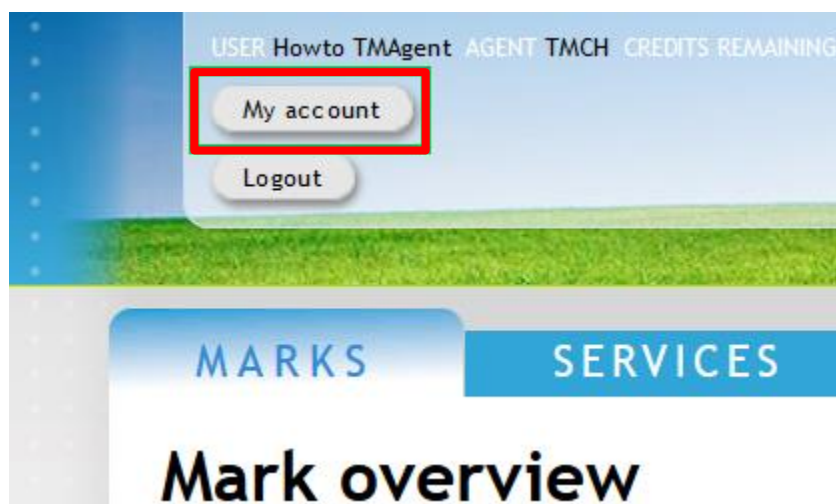 USER Howto TMAgent AGENT TMCH CREDITS REMAINING
My account
Logout
MARKS SERVICES
Mark overview